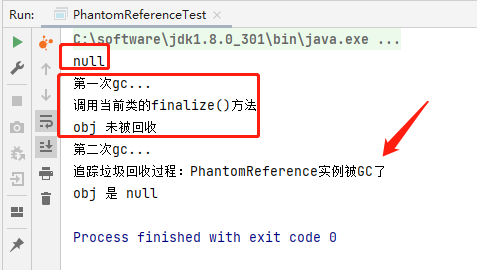 Run:
PhantomReferenceTest
C:\software\jdk1.8.0_301\bin\java.exe ...
null
第一次gc...
调用当前类的finalize()方法
obj 未被回收
第二次gc...
追踪垃圾回收过程：PhantomReference实例被GC了
obj 是 null
Process finished with exit code 0